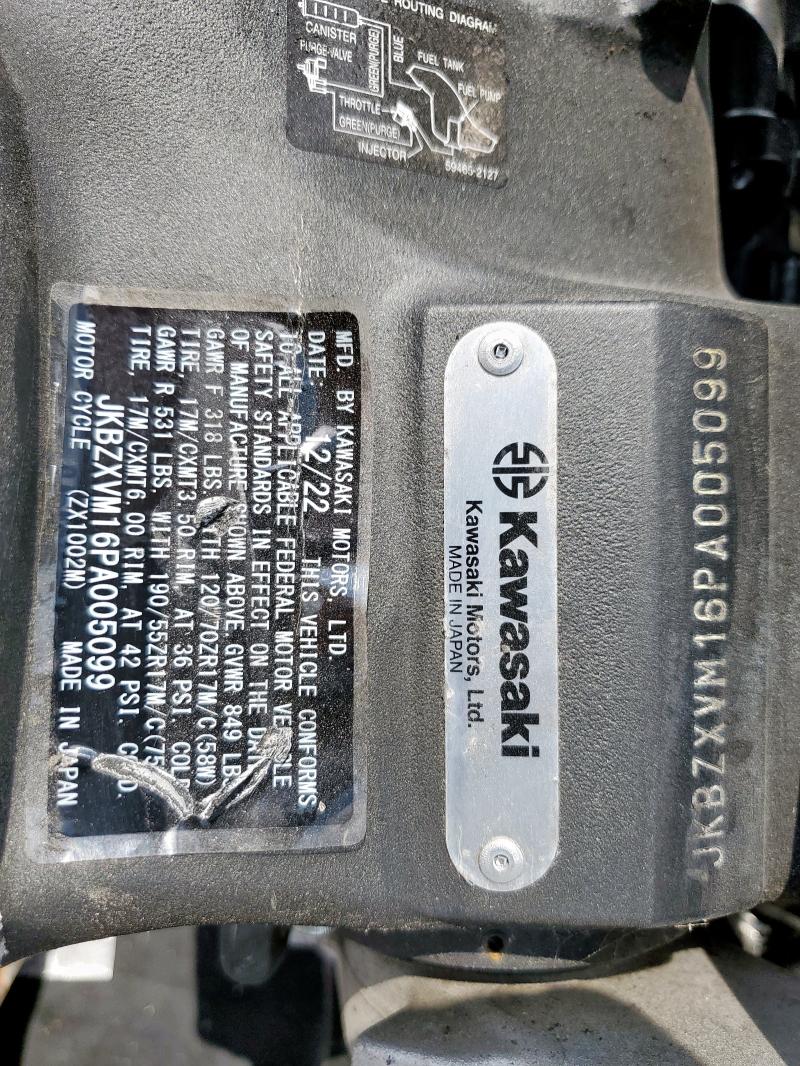 ROUTING DIAGRAM
CANISTER
PURGE-VALVE
GREEN(PURGE)
BLUE
FUEL TANK
FUEL PUMP
THROTTLE
GREEN(PURGE)
INJECTOR
59465-2127
MFD. BY KAWASAKI MOTORS, LTD.
DATE: 12/22 THIS VEHICLE CONFORMS
TO ALL APPLICABLE FEDERAL MOTOR VEHICLE
SAFETY STANDARDS IN EFFECT ON THE DA
OF MANUFACTURE SHOWN ABOVE. GVWR 849 LB
GAWR F 318 LBS. WITH 120/70ZR17M/C(58W)
TIRE, 17M/CXMT3.50 RIM, AT 36 PSI. COLD
GAWR R 531 LBS. WITH 190/55ZR17M/C(75
TIRE, 17M/CXMT6.00 RIM, AT 42 PSI. C D.
JKBZXVM16PA005099
MOTOR CYCLE (ZX1002M) MADE IN JAPAN
Kawasaki
Kawasaki Motors, Ltd.
MADE IN JAPAN
JKBZXVM16PA005099